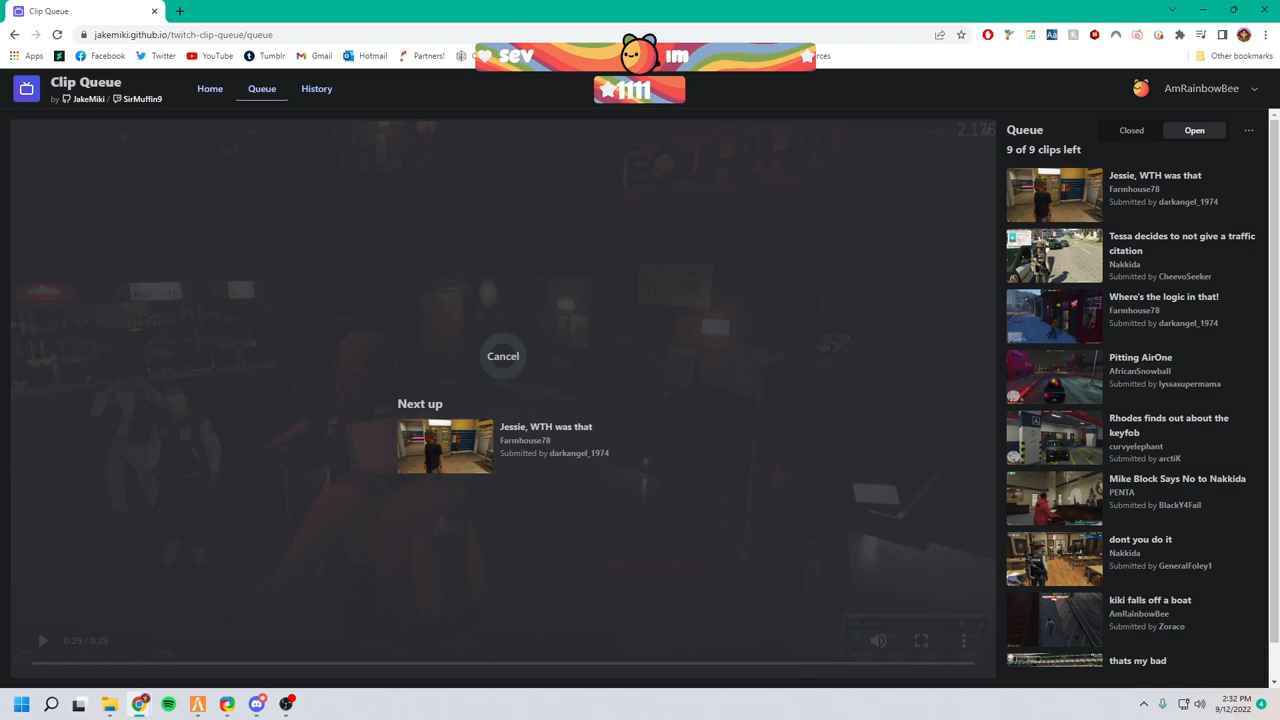 Clip Queue
jakemiki.github.io/twitch-clip-queue/queue
Apps
Facebook
Twitter
YouTube
Tumblr
Gmail
Hotmail
Partners!
Other bookmarks
sev
im
1111
Clip Queue
by JakeMiki / SirMuffin9
Home
Queue
History
AmRainbowBee
2,176
Cancel
Next up
Jessie, WTH was that
Farmhouse78
Submitted by darkangel_1974
0:29 / 0:29
Queue
Closed
Open
9 of 9 clips left
Jessie, WTH was that
Farmhouse78
Submitted by darkangel_1974
Tessa decides to not give a traffic
citation
Nakkida
Submitted by CheevoSeeker
Where's the logic in that!
Farmhouse78
Submitted by darkangel_1974
Pitting AirOne
AfricanSnowball
Submitted by lyssasupermama
Rhodes finds out about the
keyfob
curvyelephant
Submitted by arctiK
Mike Block Says No to Nakkida
PENTA
Submitted by BlackY4Fail
dont you do it
Nakkida
Submitted by GeneralFoley1
kiki falls off a boat
AmRainbowBee
Submitted by Zoraco
thats my bad
2:32 PM
9/12/2022
4